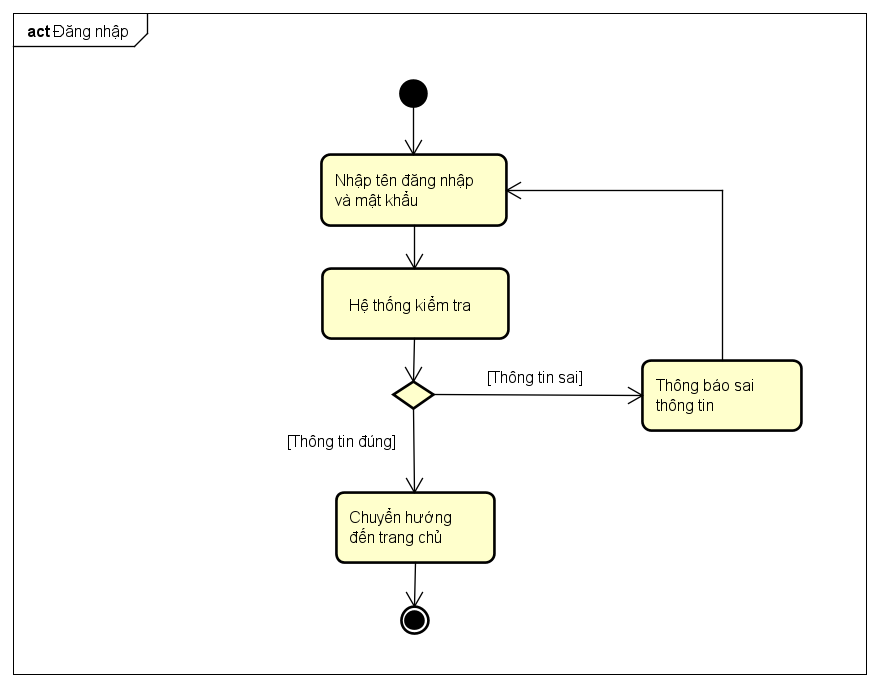 act Đăng nhập
Nhập tên đăng nhập
và mật khẩu
Hệ thống kiểm tra
[Thông tin sai]
Thông báo sai
thông tin
[Thông tin đúng]
Chuyển hướng
đến trang chủ